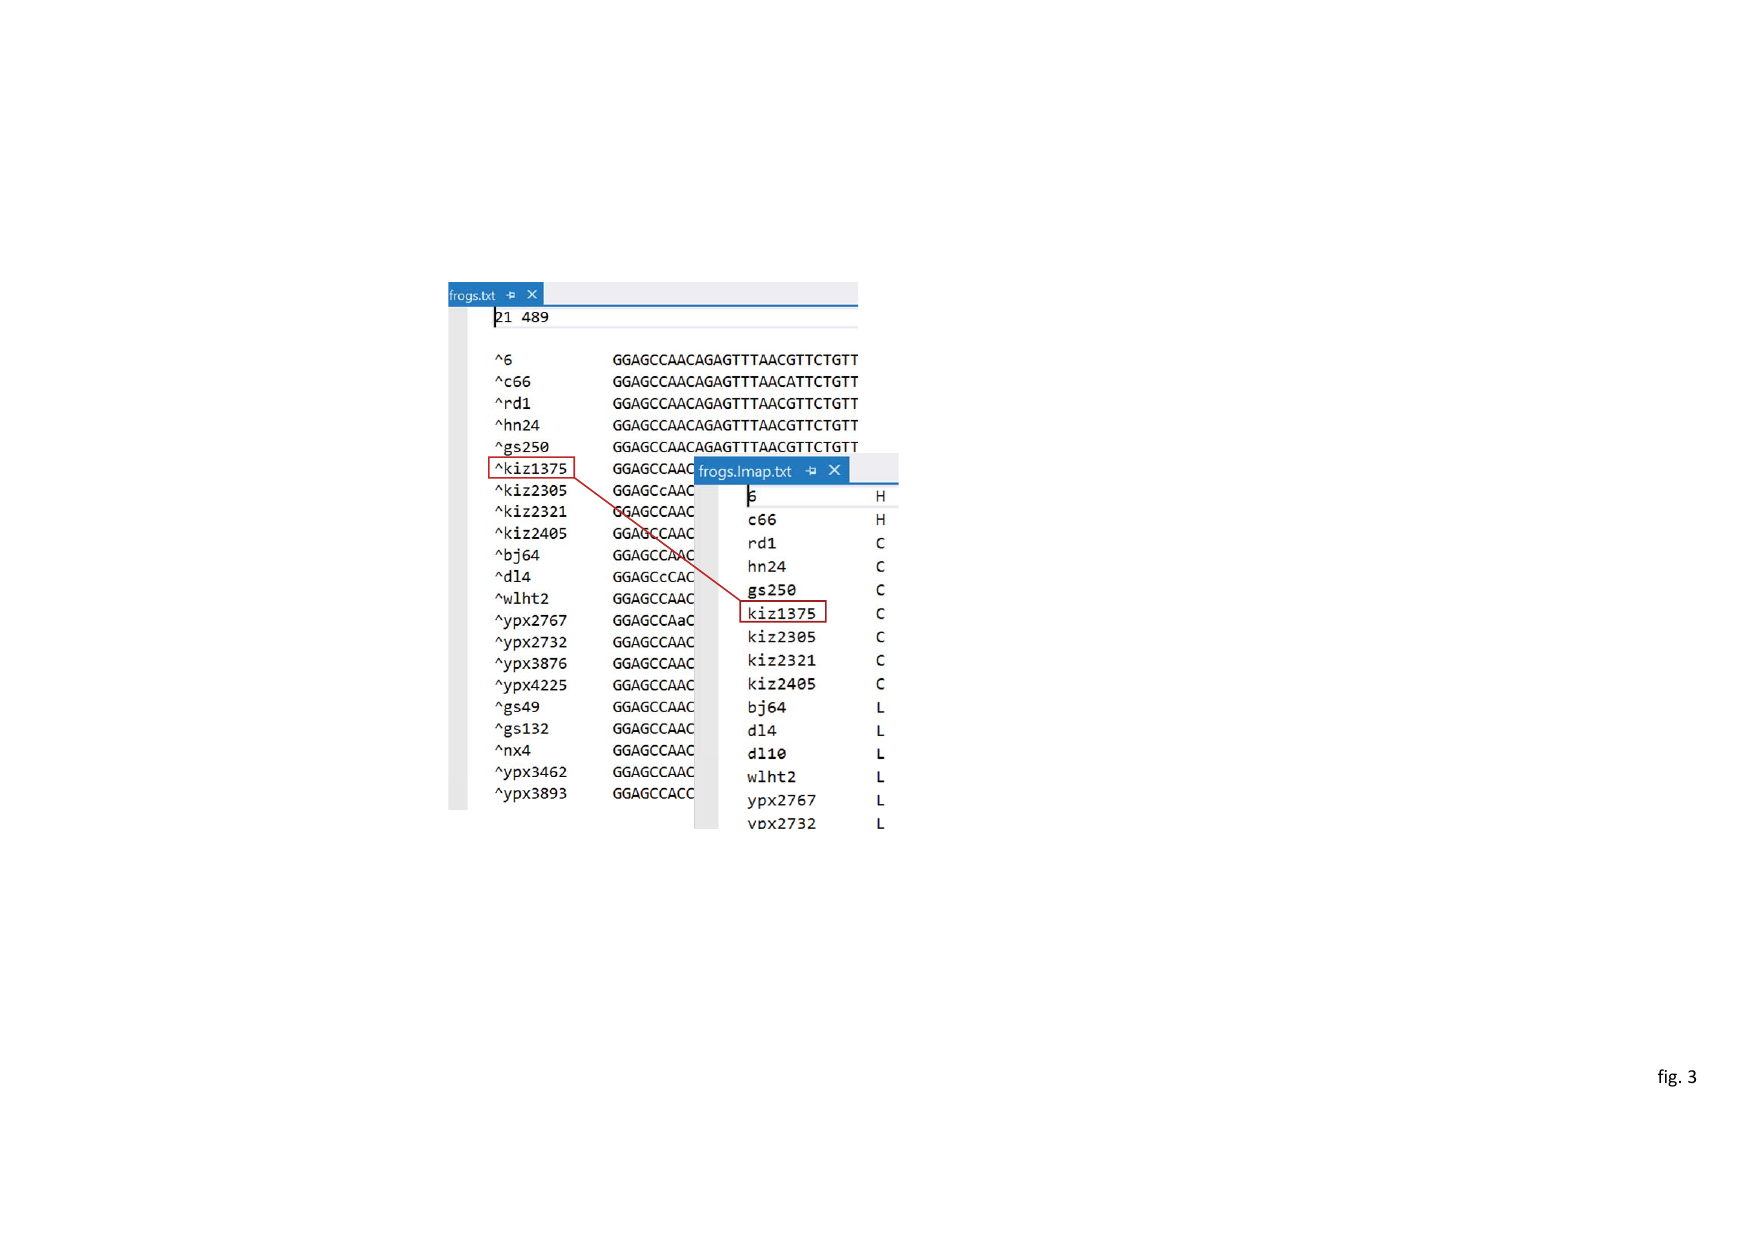 frogs.txt
21 489
^6 GGAGCCAACAGAGTTTAACGTTCTGTT
^c66 GGAGCCAACAGAGTTTAACATTCTGTT
^rd1 GGAGCCAACAGAGTTTAACGTTCTGTT
^hn24 GGAGCCAACAGAGTTTAACGTTCTGTT
^gs250 GGAGCCAACAGAGTTTAACGTTCTGTT
^kiz1375 GGAGCCAAC
^kiz2305 GGAGCcAAC
^kiz2321 GGAGCCAAC
^kiz2405 GGAGCCAAC
^bj64 GGAGCCAAC
^dl4 GGAGCcCAC
^wlht2 GGAGCCAAC
^ypx2767 GGAGCCAaC
^ypx2732 GGAGCCAAC
^ypx3876 GGAGCCAAC
^ypx4225 GGAGCCAAC
^gs49 GGAGCCAAC
^gs132 GGAGCCAAC
^nx4 GGAGCCAAC
^ypx3462 GGAGCCAAC
^ypx3893 GGAGCCACC
frogs.Imap.txt
6 H
c66 H
rd1 C
hn24 C
gs250 C
kiz1375 C
kiz2305 C
kiz2321 C
kiz2405 C
bj64 L
dl4 L
dl10 L
wlht2 L
ypx2767 L
ypx2732 L
fig. 3